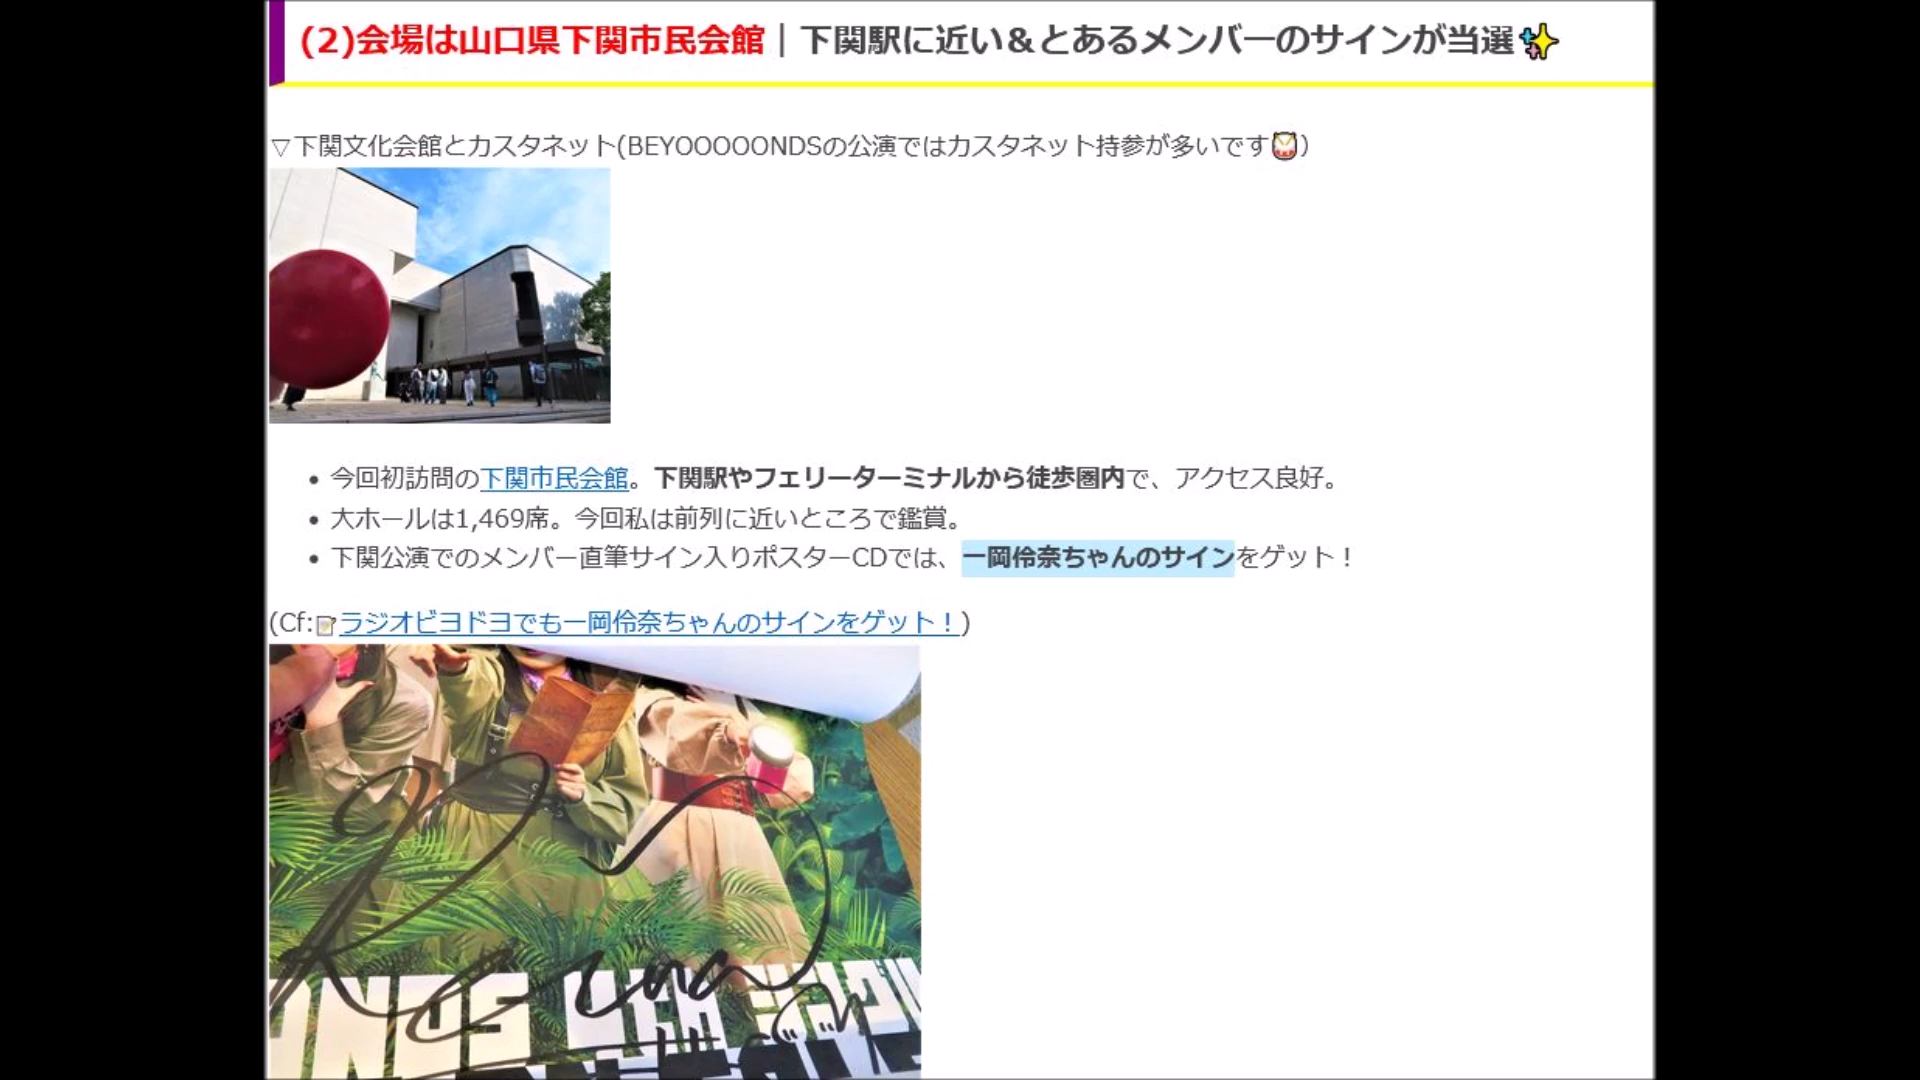 (2)会場は山口県下関市民会館｜下関駅に近い＆とあるメンバーのサインが当選✨
▽下関文化会館とカスタネット(BEYOOOOONDSの公演ではカスタネット持参が多いです)
今回初訪問の下関市民会館。下関駅やフェリーターミナルから徒歩圏内で、アクセス良好。
大ホールは1,469席。今回私は前列に近いところで鑑賞。
下関公演でのメンバー直筆サイン入りポスターCDでは、一岡伶奈ちゃんのサインをゲット！
(Cf:📝ラジオビヨドヨでも一岡伶奈ちゃんのサインをゲット！)
Reina